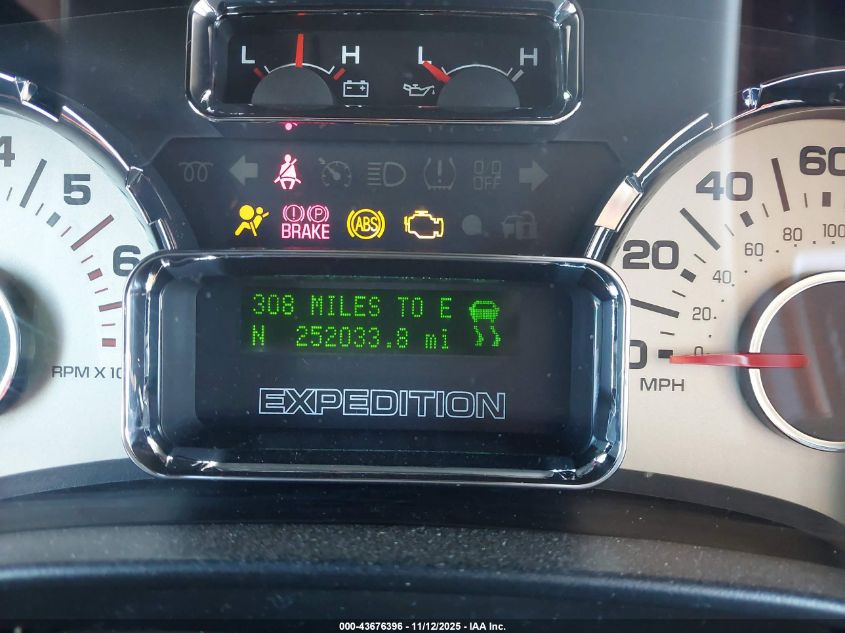 L H L H
4 5 6
RPM X 10
O/D OFF
BRAKE ABS
P
308 MILES TO E
N 252033.8 mi
EXPEDITION
0 20 40 60
0 20 40 60 80 100
MPH
000-43676396 - 11/12/2025 - IAA Inc.